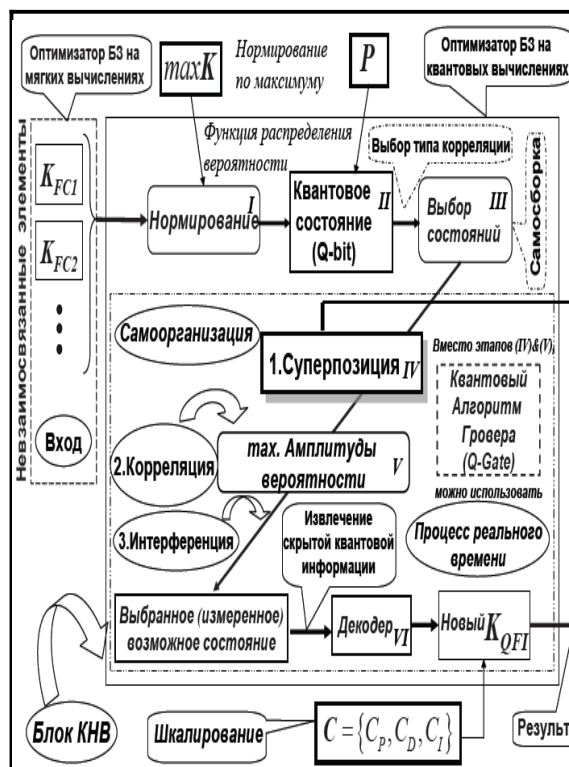 Оптимизатор БЗ на
мягких вычислениях
maxK
Нормирование
по максимуму
P
Оптимизатор БЗ на
квантовых вычислениях
Невзаимосвязанные элементы
K_FC1
K_FC2
Вход
Функция распределения
вероятности
Нормирование I
Квантовое
состояние
(Q-bit)
II
Выбор типа корреляции
Выбор
состояний
III
Самосборка
Самоорганизация
1.Суперпозиция IV
Вместо этапов (IV)&(V),
Квантовый
Алгоритм
Гровера
(Q-Gate)
можно использовать
2.Корреляция
max. Амплитуды
вероятности
V
3.Интерференция
Извлечение
скрытой квантовой
информации
Процесс реального
времени
Выбранное (измеренное)
возможное состояние
Декодер VI
Новый K_QFI
Блок КНВ
Шкалирование
C = {C_P, C_D, C_I}
Результ